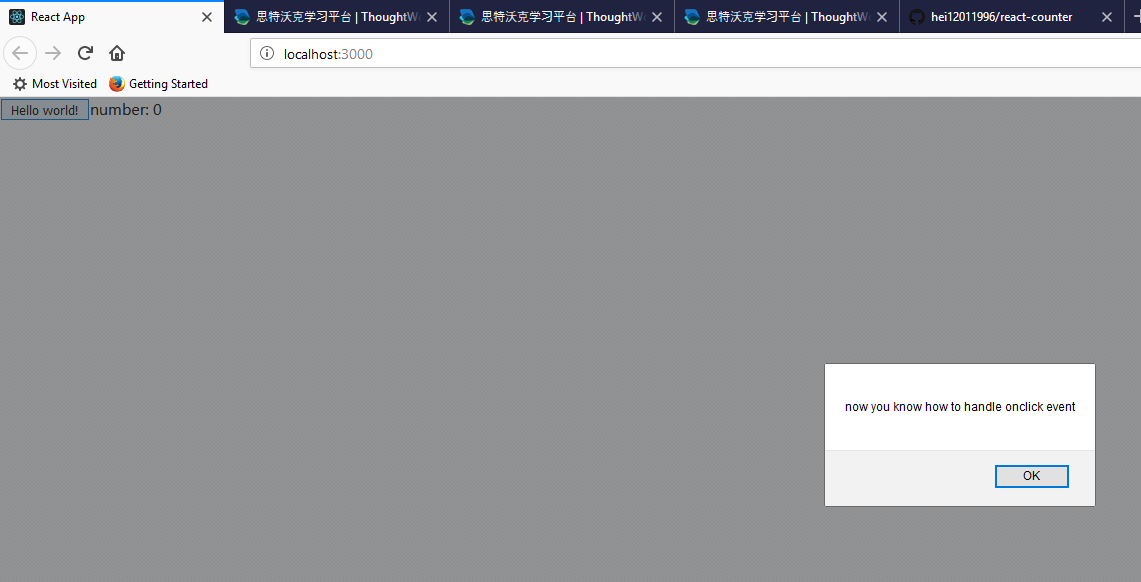 React App
思特沃克学习平台 | ThoughtW
思特沃克学习平台 | ThoughtW
思特沃克学习平台 | ThoughtW
hei12011996/react-counter
localhost:3000
Most Visited
Getting Started
Hello world!
number: 0
now you know how to handle onclick event
OK